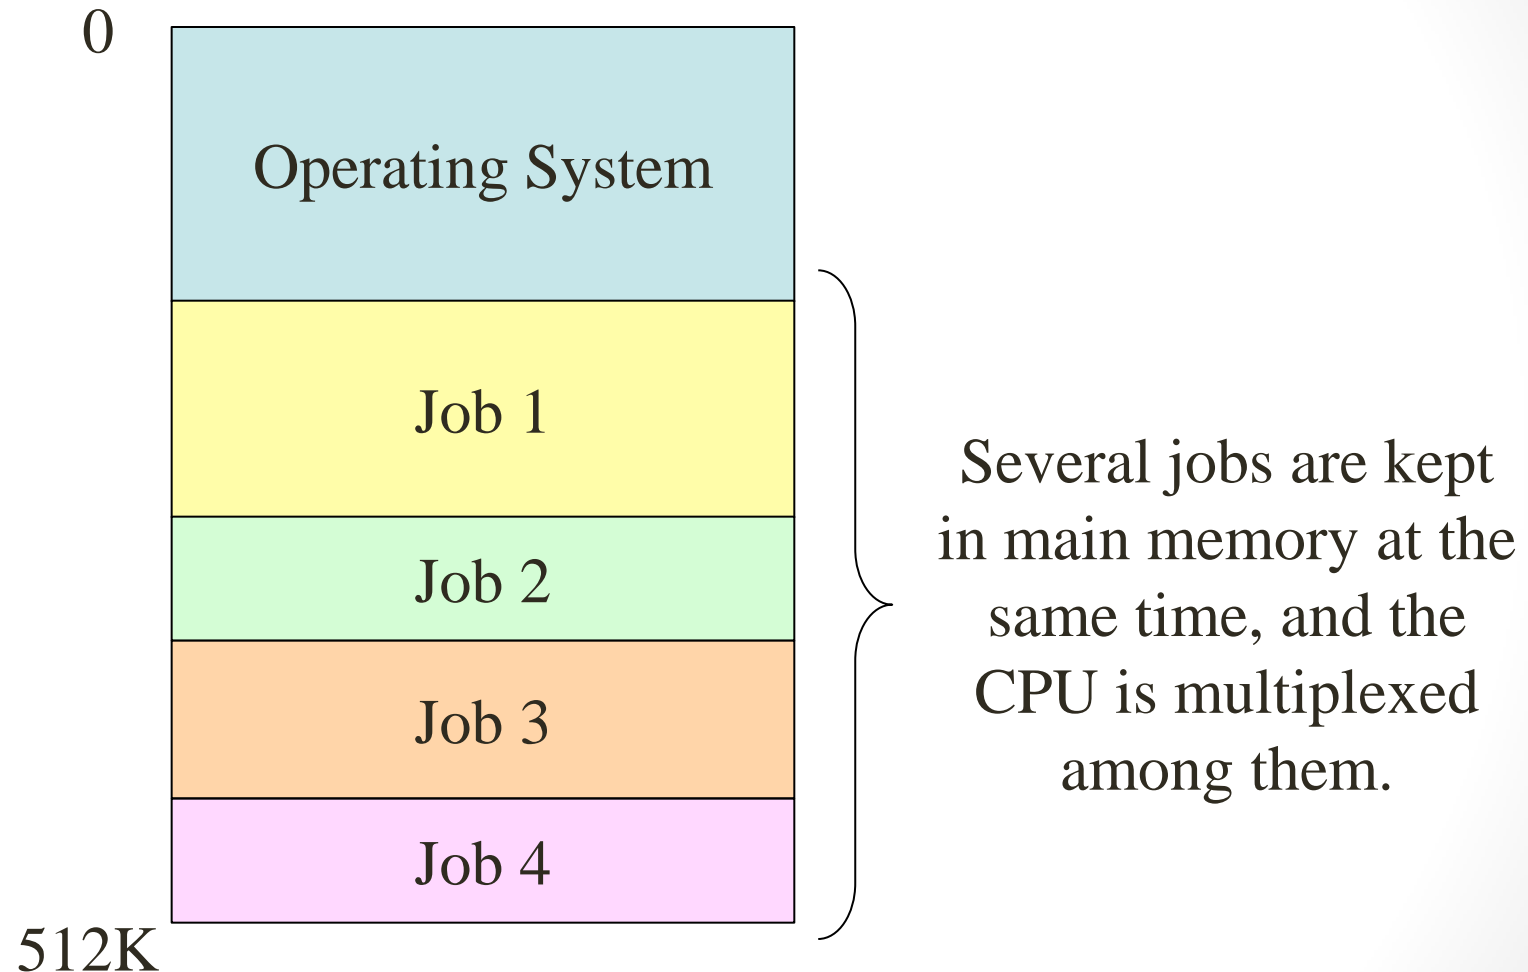 0
Operating System
Job 1
Job 2
Job 3
Job 4
512K
Several jobs are kept
in main memory at the
same time, and the
CPU is multiplexed
among them.